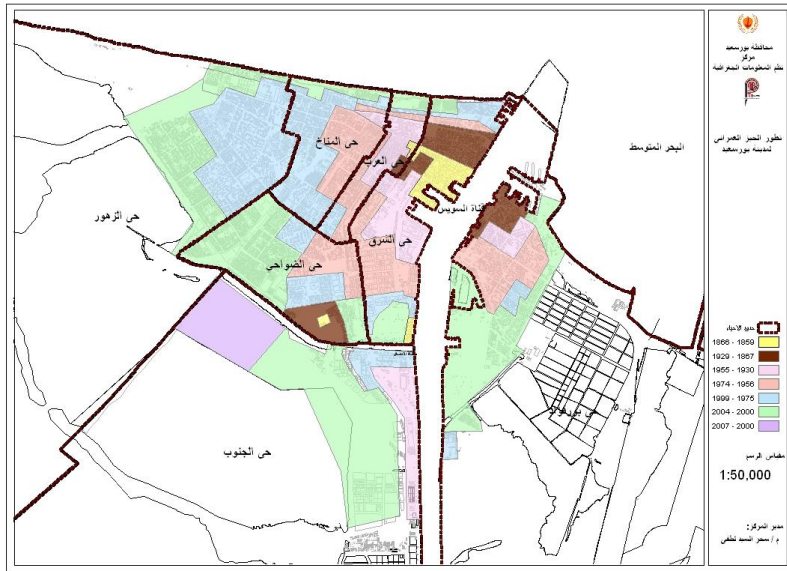 محافظة بورسعيد
مركز
نظم المعلومات الجغرافية
تطور الحيز العمرانى
لمدينة بورسعيد
البحر المتوسط
حى المناخ
حى العرب
حى الزهور
قناة السويس
حى الشرق
حى الضواحي
حى بورفؤاد
حى الجنوب
حدود الاحياء
1866 - 1859
1929 - 1867
1955 - 1930
1974 - 1956
1999 - 1975
2004 - 2000
2007 - 2000
مقياس الرسم
1:50,000
مدير المركز:
م / سحر السيد لطفى